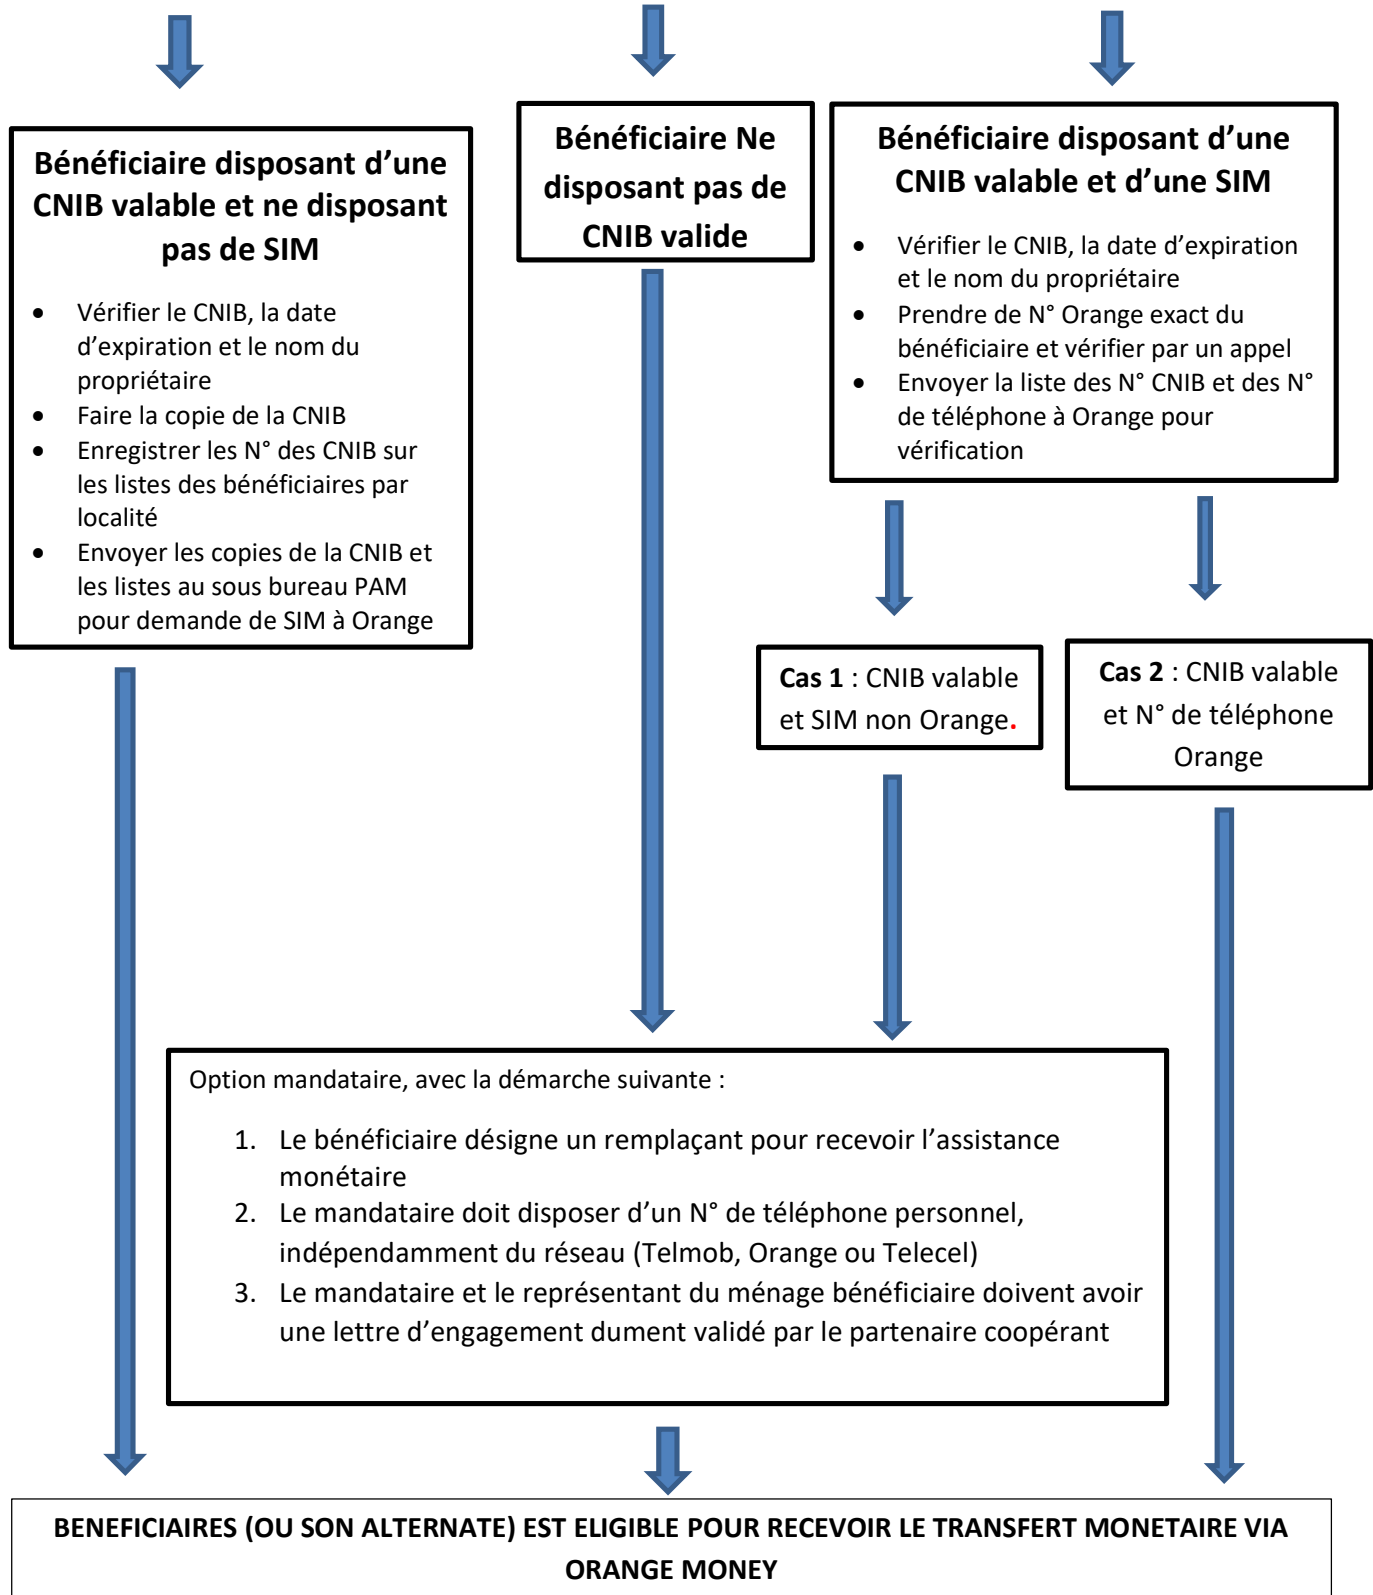 Bénéficiaire disposant d’une
CNIB valable et ne disposant
pas de SIM
• Vérifier le CNIB, la date
d’expiration et le nom du
propriétaire
• Faire la copie de la CNIB
• Enregistrer les N° des CNIB sur
les listes des bénéficiaires par
localité
• Envoyer les copies de la CNIB et
les listes au sous bureau PAM
pour demande de SIM à Orange
Bénéficiaire Ne
disposant pas de
CNIB valide
Bénéficiaire disposant d’une
CNIB valable et d’une SIM
• Vérifier le CNIB, la date d’expiration
et le nom du propriétaire
• Prendre de N° Orange exact du
bénéficiaire et vérifier par un appel
• Envoyer la liste des N° CNIB et des N°
de téléphone à Orange pour
vérification
Cas 1 : CNIB valable
et SIM non Orange.
Cas 2 : CNIB valable
et N° de téléphone
Orange
Option mandataire, avec la démarche suivante :
1. Le bénéficiaire désigne un remplaçant pour recevoir l’assistance
monétaire
2. Le mandataire doit disposer d’un N° de téléphone personnel,
indépendamment du réseau (Telmob, Orange ou Telecel)
3. Le mandataire et le représentant du ménage bénéficiaire doivent avoir
une lettre d’engagement dument validé par le partenaire coopérant
BENEFICIAIRES (OU SON ALTERNATE) EST ELIGIBLE POUR RECEVOIR LE TRANSFERT MONETAIRE VIA
ORANGE MONEY